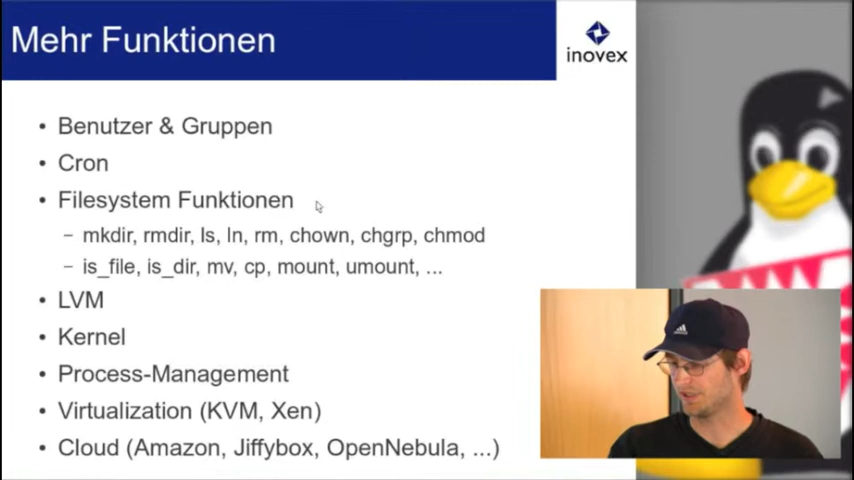 Mehr Funktionen
inovex
• Benutzer & Gruppen
• Cron
• Filesystem Funktionen
– mkdir, rmdir, ls, ln, rm, chown, chgrp, chmod
– is_file, is_dir, mv, cp, mount, umount, ...
• LVM
• Kernel
• Process-Management
• Virtualization (KVM, Xen)
• Cloud (Amazon, Jiffybox, OpenNebula, ...)